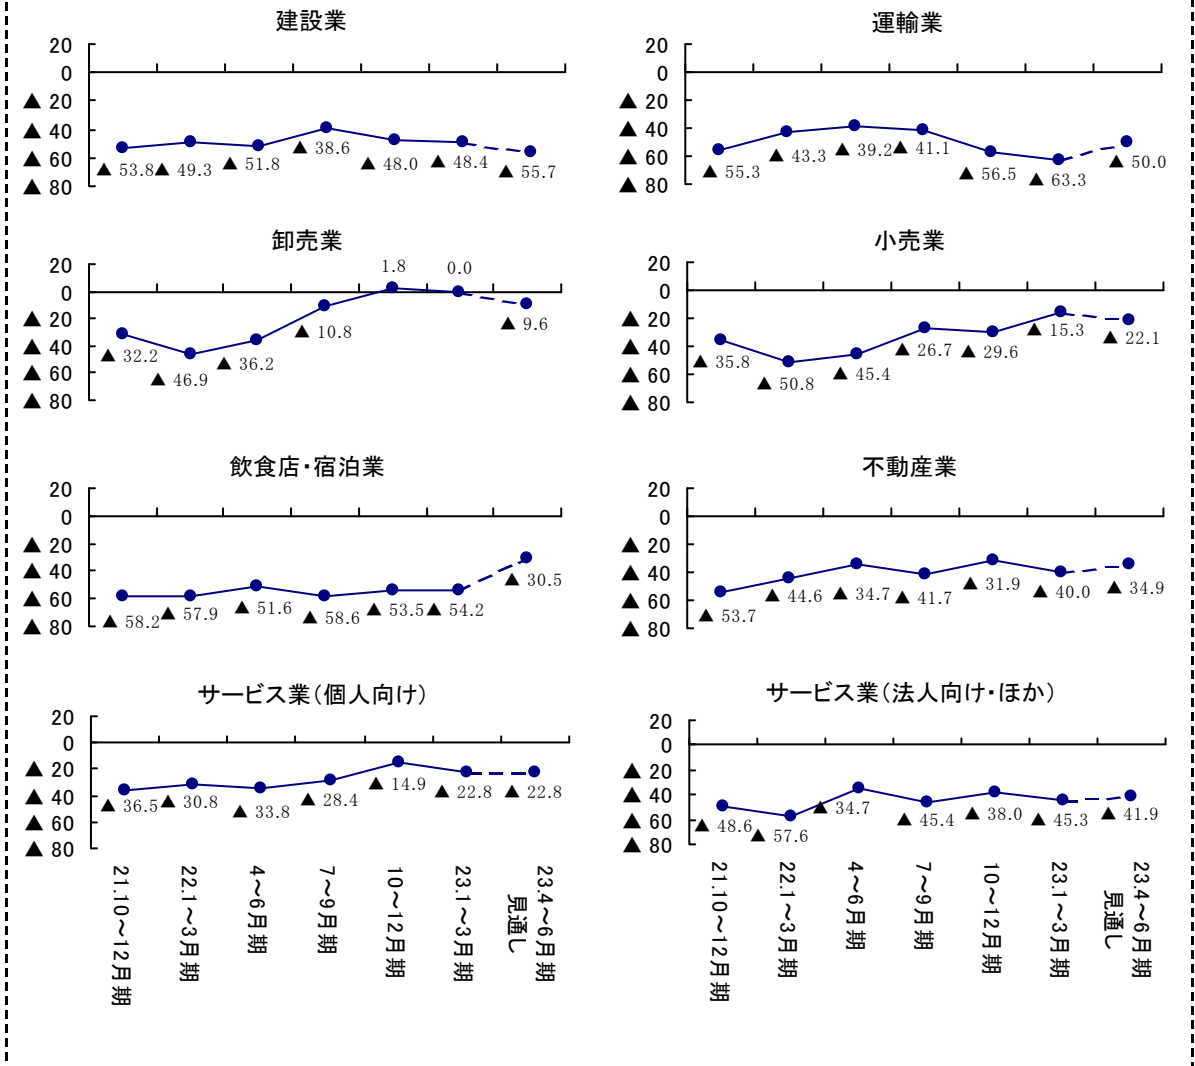 建設業
20
0
▲ 20
▲ 40
▲ 60
▲ 80
▲ 53.8 ▲ 49.3 ▲ 51.8 ▲ 38.6 ▲ 48.0 ▲ 48.4 ▲ 55.7
運輸業
20
0
▲ 20
▲ 40
▲ 60
▲ 80
▲ 55.3 ▲ 43.3 ▲ 39.2 ▲ 41.1 ▲ 56.5 ▲ 63.3 ▲ 50.0
卸売業
20
0
▲ 20
▲ 40
▲ 60
▲ 80
▲ 32.2 ▲ 46.9 ▲ 36.2 ▲ 10.8 1.8 0.0 ▲ 9.6
小売業
20
0
▲ 20
▲ 40
▲ 60
▲ 80
▲ 35.8 ▲ 50.8 ▲ 45.4 ▲ 26.7 ▲ 29.6 ▲ 15.3 ▲ 22.1
飲食店・宿泊業
20
0
▲ 20
▲ 40
▲ 60
▲ 80
▲ 58.2 ▲ 57.9 ▲ 51.6 ▲ 58.6 ▲ 53.5 ▲ 54.2 ▲ 30.5
不動産業
20
0
▲ 20
▲ 40
▲ 60
▲ 80
▲ 53.7 ▲ 44.6 ▲ 34.7 ▲ 41.7 ▲ 31.9 ▲ 40.0 ▲ 34.9
サービス業（個人向け）
20
0
▲ 20
▲ 40
▲ 60
▲ 80
▲ 36.5 ▲ 30.8 ▲ 33.8 ▲ 28.4 ▲ 14.9 ▲ 22.8 ▲ 22.8
サービス業（法人向け・ほか）
20
0
▲ 20
▲ 40
▲ 60
▲ 80
▲ 48.6 ▲ 57.6 ▲ 34.7 ▲ 45.4 ▲ 38.0 ▲ 45.3 ▲ 41.9
21.10～12月期
22.1～3月期
4～6月期
7～9月期
10～12月期
23.1～3月期
23.4～6月期
見通し
21.10～12月期
22.1～3月期
4～6月期
7～9月期
10～12月期
23.1～3月期
23.4～6月期
見通し